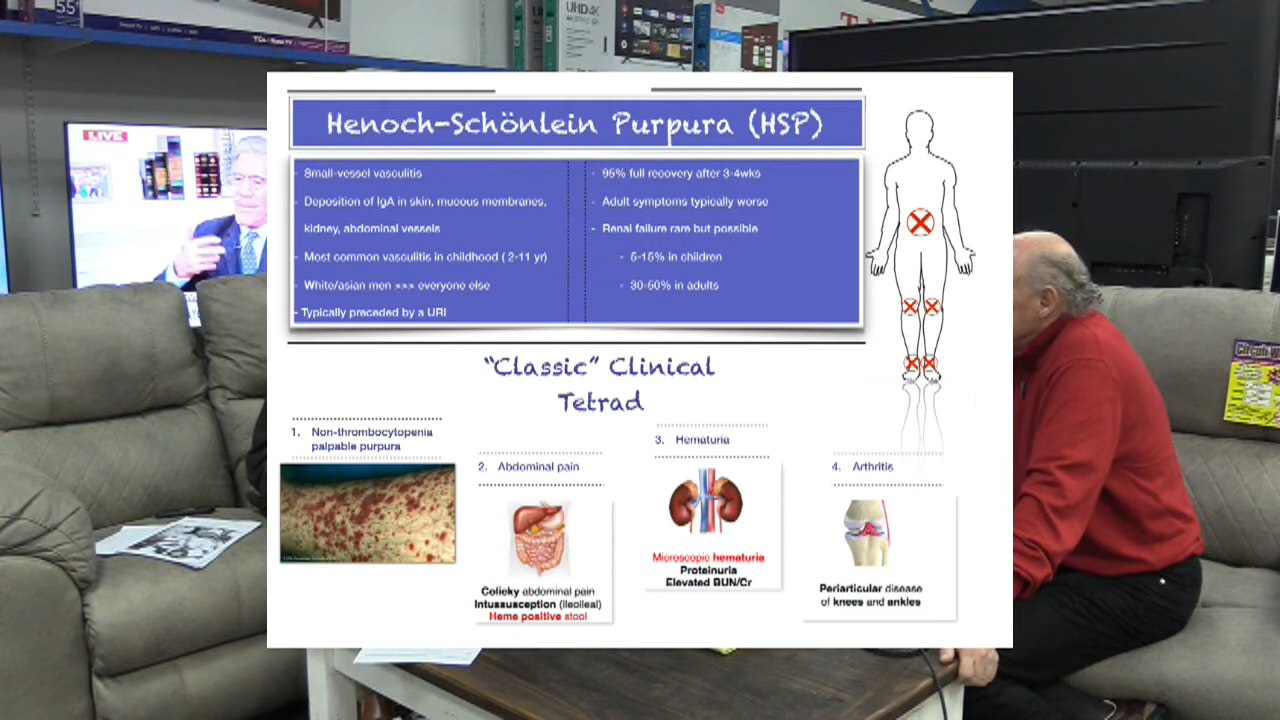 55"
UHD 4K
LIVE
Henoch-Schönlein Purpura (HSP)
- Small-vessel vasculitis
- Deposition of IgA in skin, mucous membranes,
kidney, abdominal vessels
- Most common vasculitis in childhood ( 2-11 yr)
- White/asian men >>> everyone else
- Typically preceded by a URI
- 95% full recovery after 3-4wks
- Adult symptoms typically worse
- Renal failure rare but possible
- 5-15% in children
- 30-50% in adults
"Classic" Clinical
Tetrad
1. Non-thrombocytopenia
palpable purpura
2. Abdominal pain
Colicky abdominal pain
Intussusception (ileoileal)
Heme positive stool
3. Hematuria
Microscopic hematuria
Proteinuria
Elevated BUN/Cr
4. Arthritis
Periarticular disease
of knees and ankles